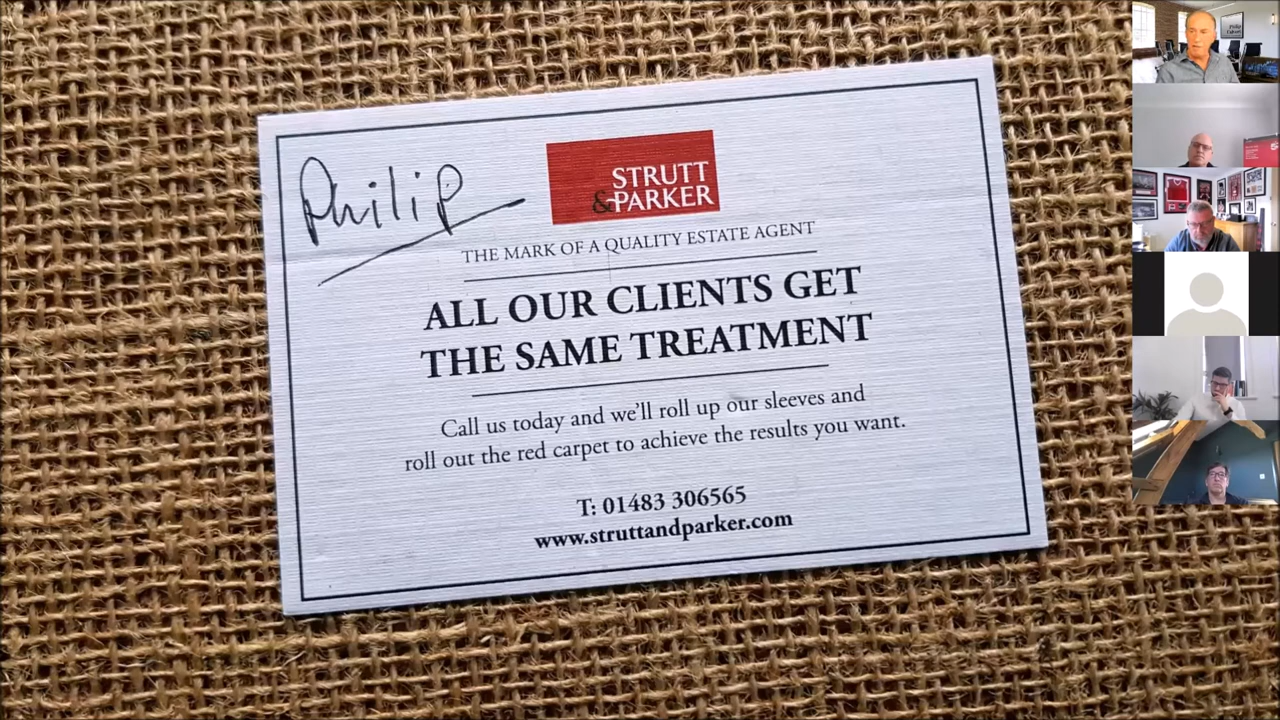 Philip
STRUTT
&PARKER
THE MARK OF A QUALITY ESTATE AGENT
ALL OUR CLIENTS GET
THE SAME TREATMENT
Call us today and we'll roll up our sleeves and
roll out the red carpet to achieve the results you want.
T: 01483 306565
www.struttandparker.com